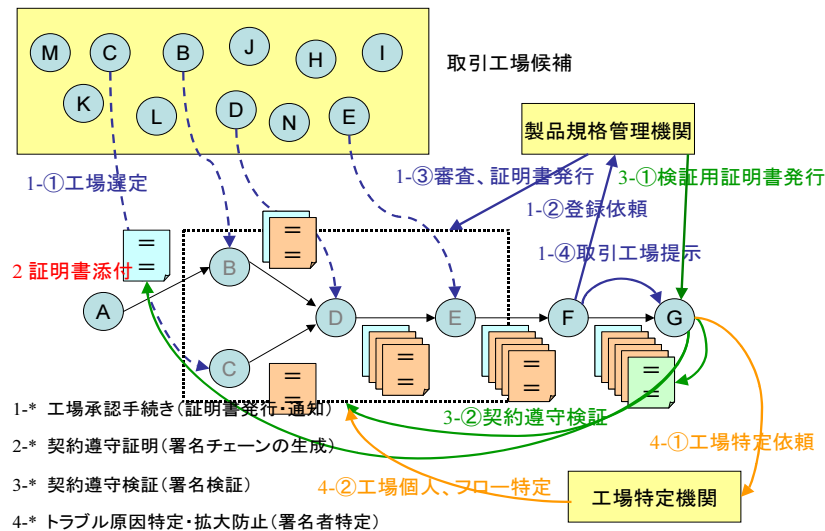 M C B J H I
取引工場候補
K L D N E
製品規格管理機関
1-①工場選定
1-③審査、証明書発行
3-①検証用証明書発行
1-②登録依頼
1-④取引工場提示
=
=
=
=
2 証明書添付
B
A
D
E
F
G
C
=
=
=
=
=
=
=
=
3-②契約遵守検証
4-①工場特定依頼
4-②工場個人、フロー特定
工場特定機関
1-* 工場承認手続き(証明書発行・通知)
2-* 契約遵守証明(署名チェーンの生成)
3-* 契約遵守検証(署名検証)
4-* トラブル原因特定・拡大防止(署名者特定)